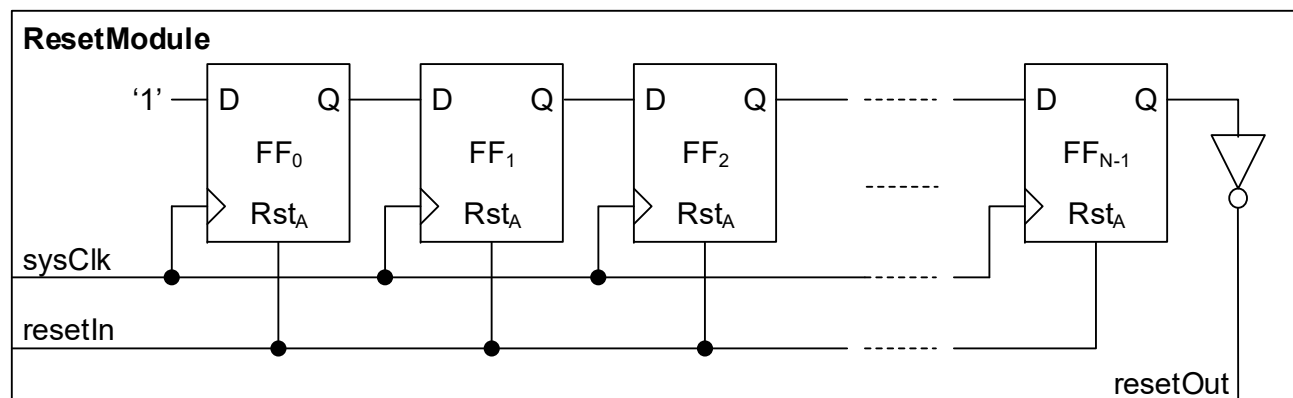 ResetModule
‘1’ D Q D Q D Q D Q
FF0 FF1 FF2 FFN-1
RstA RstA RstA RstA
sysClk
resetIn
resetOut